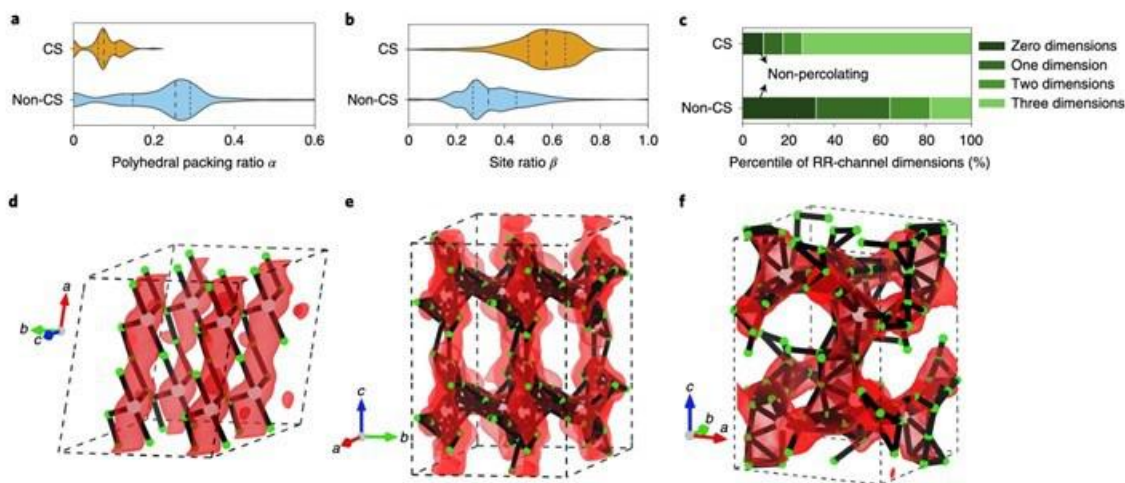 a
CS
Non-CS
0
0.2
0.4
0.6
Polyhedral packing ratio α
b
CS
Non-CS
0
0.2
0.4
0.6
0.8
1.0
Site ratio β
c
CS
Non-percolating
Non-CS
0
20
40
60
80
100
Percentile of RR-channel dimensions (%)
Zero dimensions
One dimension
Two dimensions
Three dimensions
d
a
b
c
e
c
a
b
f
c
b
a